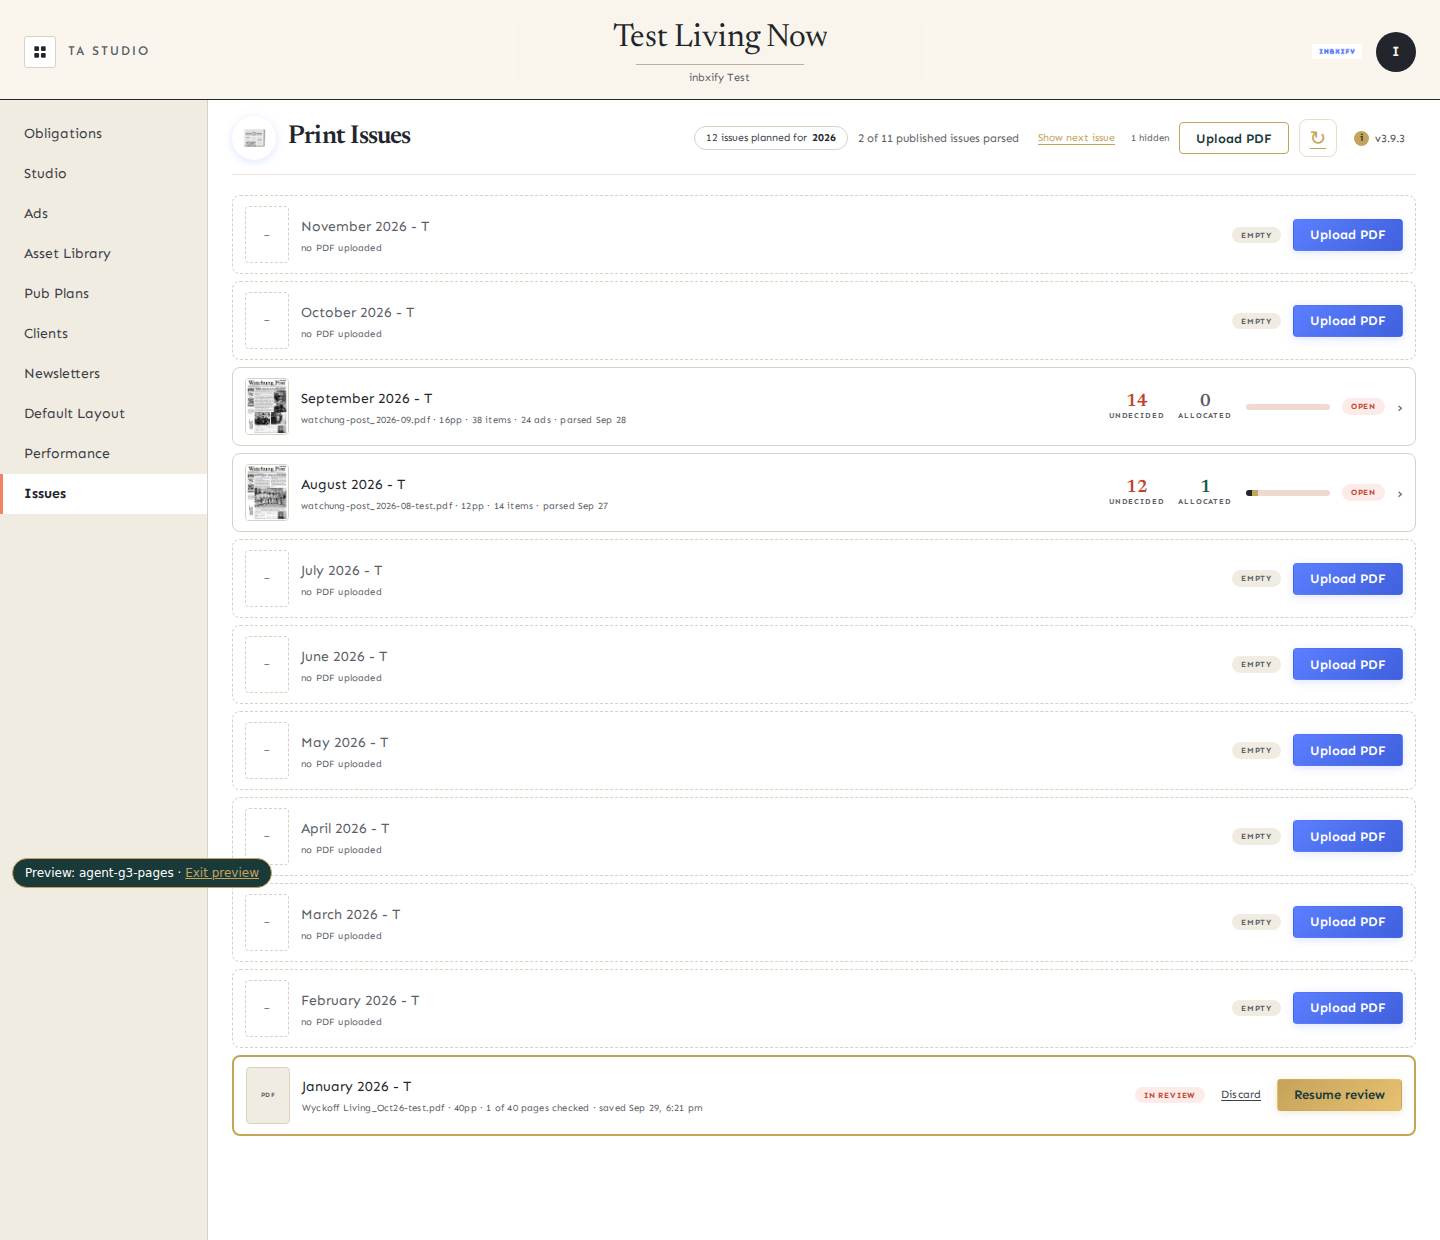 TA STUDIO
Test Living Now
inbxify Test
INBXIFY
I
Obligations
Studio
Ads
Asset Library
Pub Plans
Clients
Newsletters
Default Layout
Performance
Issues
Print Issues
12 issues planned for 2026
2 of 11 published issues parsed
Show next issue
1 hidden
Upload PDF
↻
i
v3.9.3
–
November 2026 - T
no PDF uploaded
EMPTY
Upload PDF
–
October 2026 - T
no PDF uploaded
EMPTY
Upload PDF
Watchung Post
September 2026 - T
watchung-post_2026-09.pdf · 16pp · 38 items · 24 ads · parsed Sep 28
14
UNDECIDED
0
ALLOCATED
OPEN
›
Watchung Post
August 2026 - T
watchung-post_2026-08-test.pdf · 12pp · 14 items · parsed Sep 27
12
UNDECIDED
1
ALLOCATED
OPEN
›
–
July 2026 - T
no PDF uploaded
EMPTY
Upload PDF
–
June 2026 - T
no PDF uploaded
EMPTY
Upload PDF
–
May 2026 - T
no PDF uploaded
EMPTY
Upload PDF
–
April 2026 - T
no PDF uploaded
EMPTY
Upload PDF
Preview: agent-g3-pages · Exit preview
–
March 2026 - T
no PDF uploaded
EMPTY
Upload PDF
–
February 2026 - T
no PDF uploaded
EMPTY
Upload PDF
PDF
January 2026 - T
Wyckoff Living_Oct26-test.pdf · 40pp · 1 of 40 pages checked · saved Sep 29, 6:21 pm
IN REVIEW
Discard
Resume review